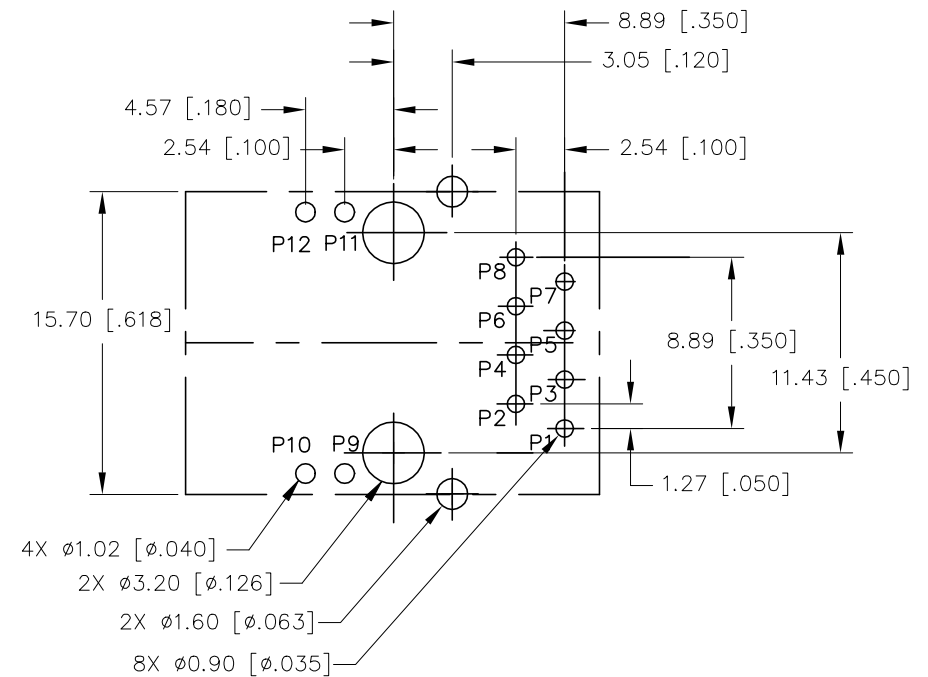 8.89 [.350]
3.05 [.120]
4.57 [.180]
2.54 [.100]
2.54 [.100]
P12 P11
P8
P7
15.70 [.618]
P6
P5
8.89 [.350]
P4
11.43 [.450]
P3
P2
P1
P10 P9
1.27 [.050]
4X ø1.02 [ø.040]
2X ø3.20 [ø.126]
2X ø1.60 [ø.063]
8X ø0.90 [ø.035]